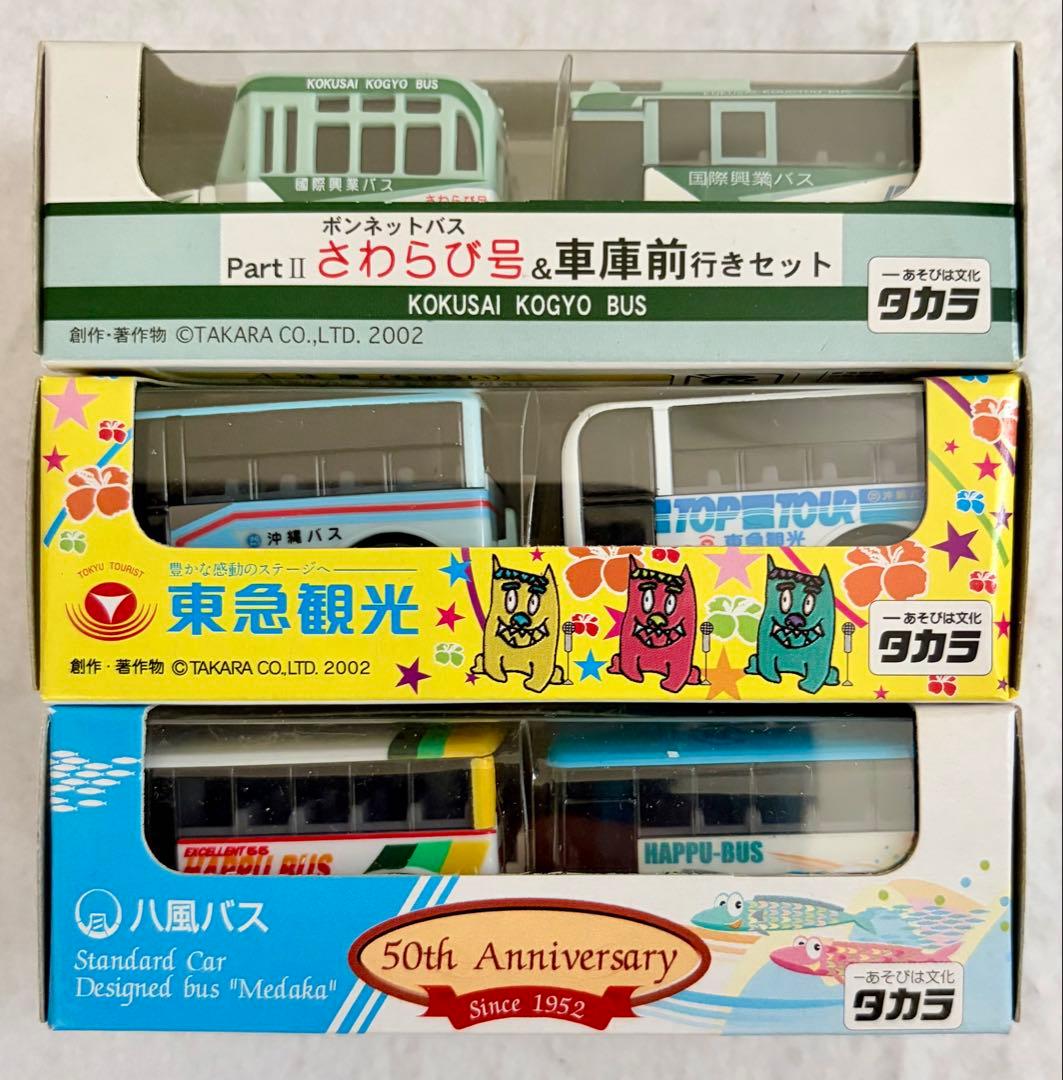 KOKUSAI KOGYO BUS
國際興業バス
さわらび号
国際興業バス
ボンネットバス
Part II さわらび号&車庫前行きセット
KOKUSAI KOGYO BUS
創作・著作物 ©TAKARA CO.,LTD. 2002
―あそびは文化
タカラ
沖縄バス
TOP TOUR
東急観光
TOKYU TOURIST
豊かな感動のステージへ
東急観光
創作・著作物 ©TAKARA CO.,LTD. 2002
―あそびは文化
タカラ
EXCELLENT BUS
HAPPU BUS
HAPPU-BUS
八風バス
Standard Car
Designed bus "Medaka"
50th Anniversary
Since 1952
―あそびは文化
タカラ